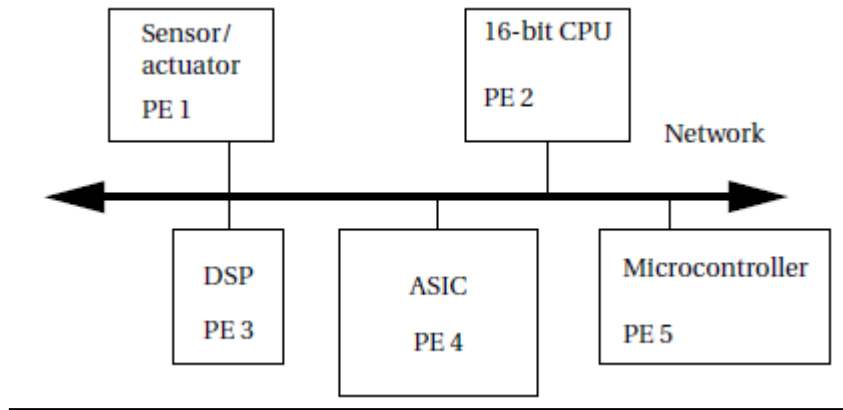 Sensor/
actuator
PE 1
16-bit CPU
PE 2
Network
DSP
PE 3
ASIC
PE 4
Microcontroller
PE 5